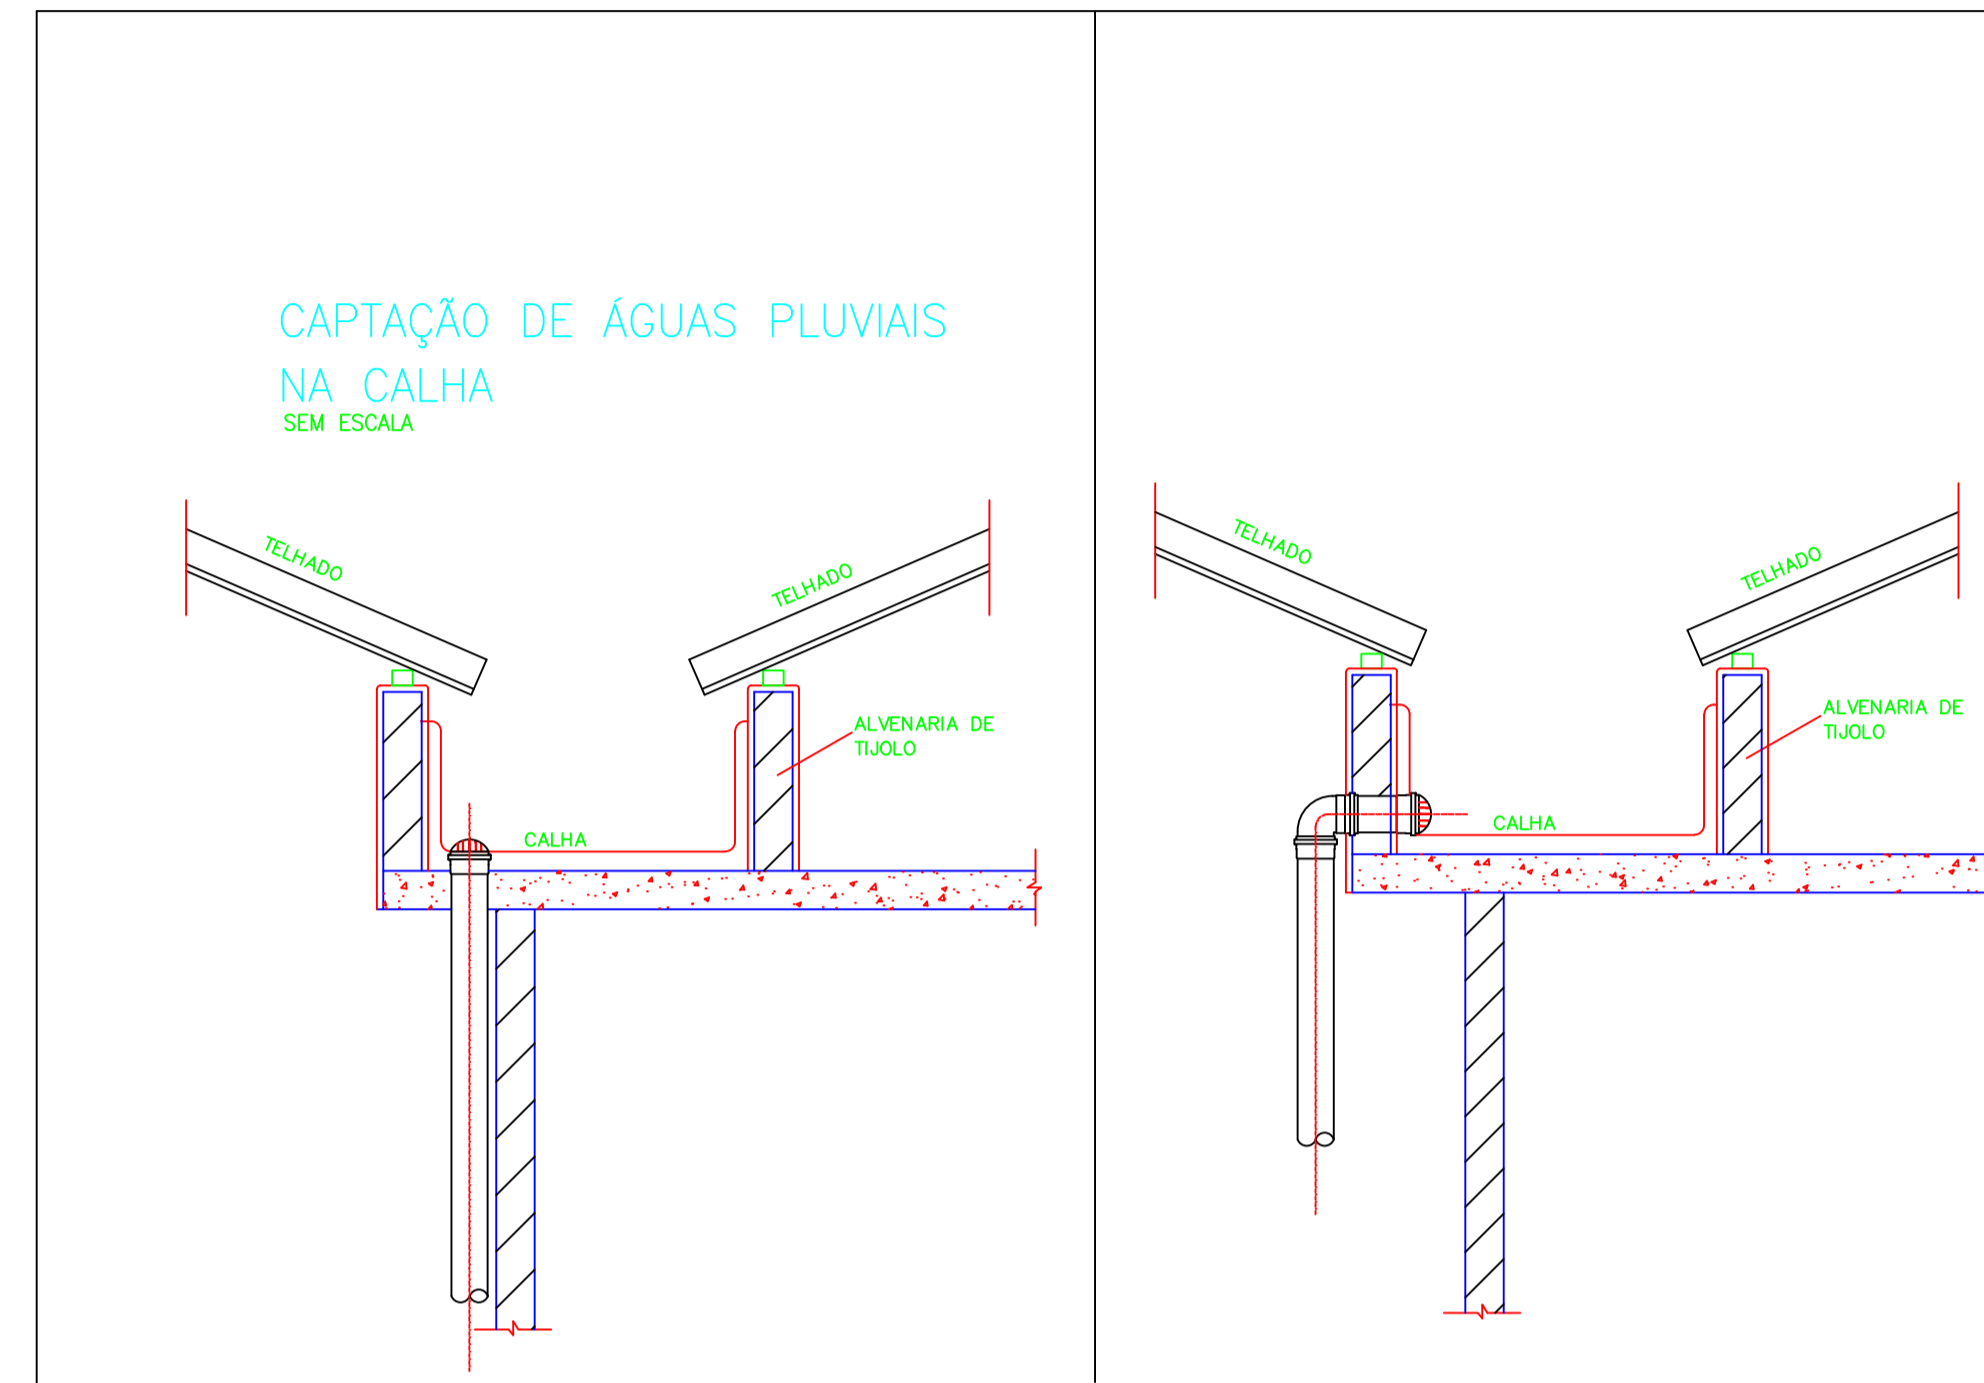 CAPTAÇÃO DE ÁGUAS PLUVIAIS
NA CALHA
SEM ESCALA
TELHADO
TELHADO
ALVENARIA DE
TIJOLO
CALHA
TELHADO
TELHADO
ALVENARIA DE
TIJOLO
CALHA